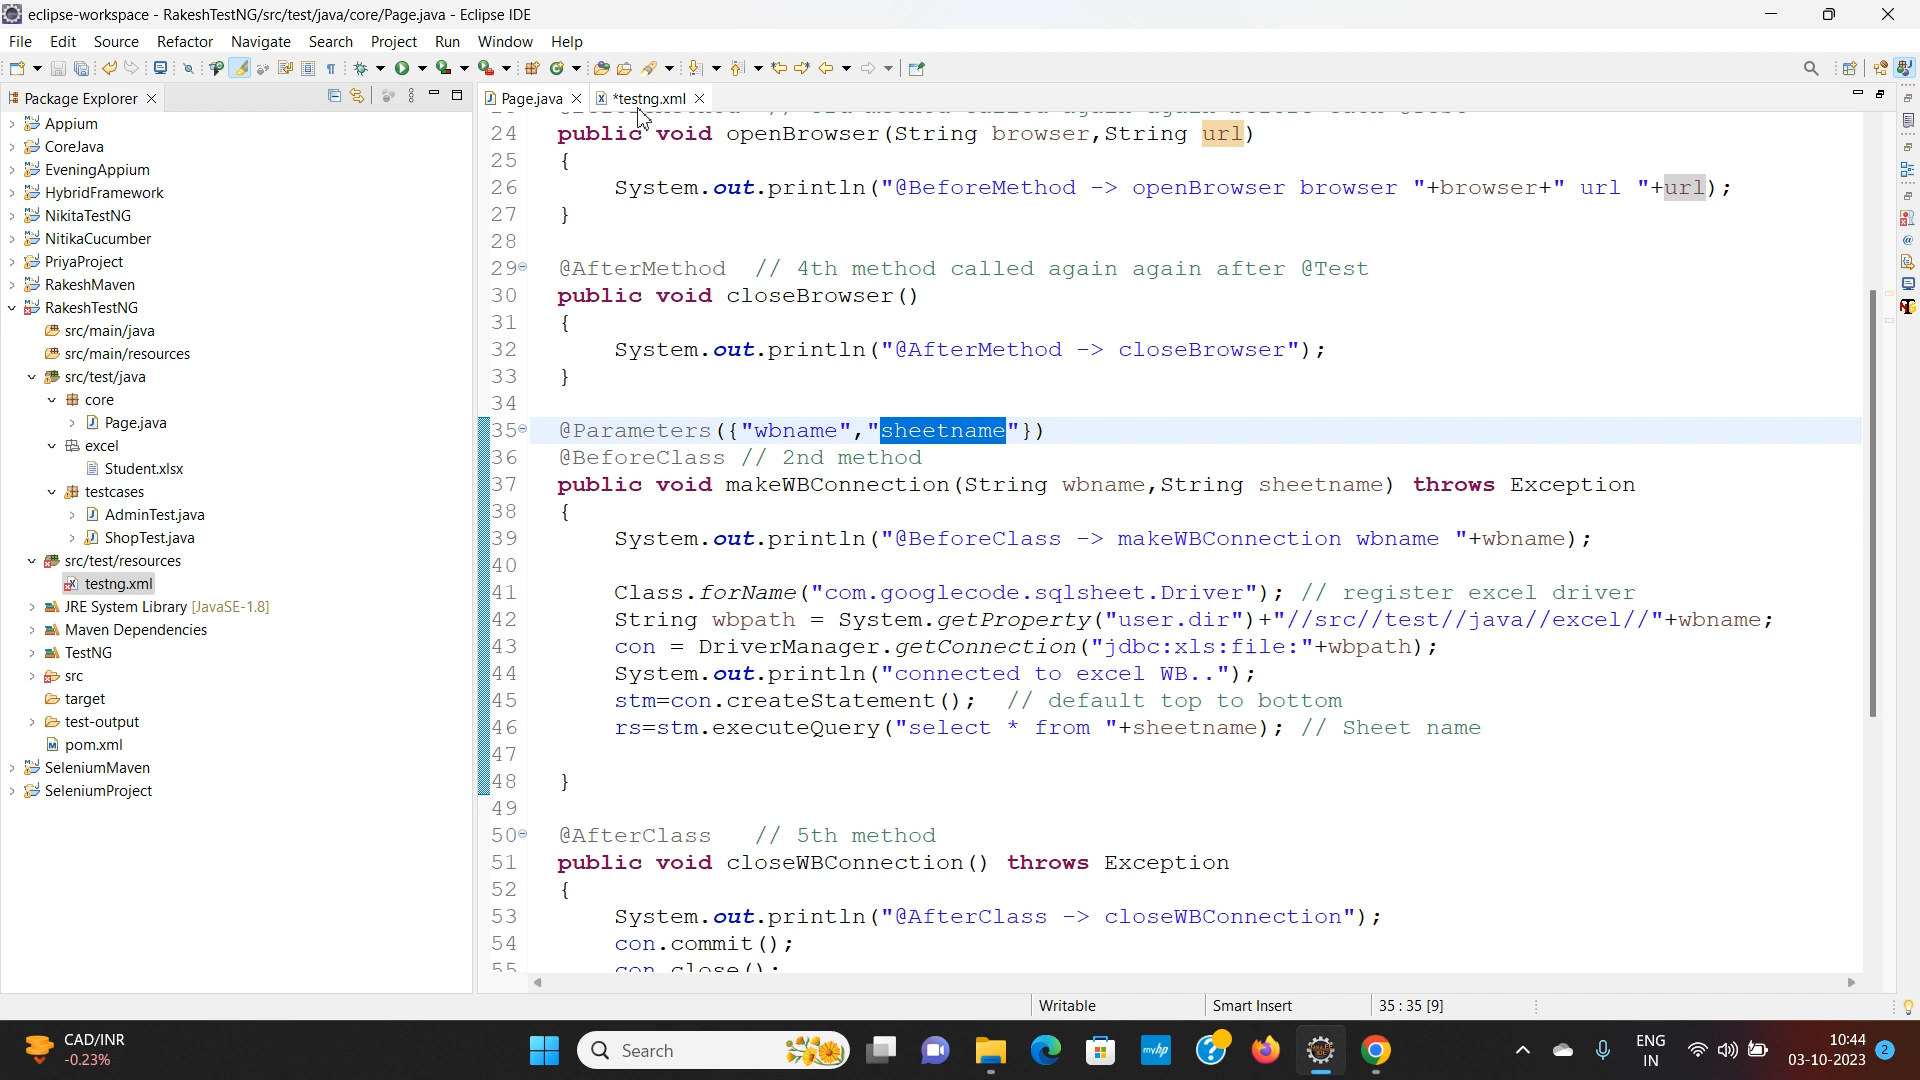 eclipse-workspace - RakeshTestNG/src/test/java/core/Page.java - Eclipse IDE
File Edit Source Refactor Navigate Search Project Run Window Help
Package Explorer
Page.java
*testng.xml
Appium
CoreJava
EveningAppium
HybridFramework
NikitaTestNG
NitikaCucumber
PriyaProject
RakeshMaven
RakeshTestNG
src/main/java
src/main/resources
src/test/java
core
Page.java
excel
Student.xlsx
testcases
AdminTest.java
ShopTest.java
src/test/resources
testng.xml
JRE System Library [JavaSE-1.8]
Maven Dependencies
TestNG
src
target
test-output
pom.xml
SeleniumMaven
SeleniumProject
24 public void openBrowser(String browser,String url)
25 {
26 System.out.println("@BeforeMethod -> openBrowser browser "+browser+" url "+url);
27 }
28
29 @AfterMethod // 4th method called again again after @Test
30 public void closeBrowser()
31 {
32 System.out.println("@AfterMethod -> closeBrowser");
33 }
34
35 @Parameters({"wbname","sheetname"})
36 @BeforeClass // 2nd method
37 public void makeWBConnection(String wbname,String sheetname) throws Exception
38 {
39 System.out.println("@BeforeClass -> makeWBConnection wbname "+wbname);
40
41 Class.forName("com.googlecode.sqlsheet.Driver"); // register excel driver
42 String wbpath = System.getProperty("user.dir")+"//src//test//java//excel//"+wbname;
43 con = DriverManager.getConnection("jdbc:xls:file:"+wbpath);
44 System.out.println("connected to excel WB..");
45 stm=con.createStatement(); // default top to bottom
46 rs=stm.executeQuery("select * from "+sheetname); // Sheet name
47
48 }
49
50 @AfterClass // 5th method
51 public void closeWBConnection() throws Exception
52 {
53 System.out.println("@AfterClass -> closeWBConnection");
54 con.commit();
55 con.close();
Writable Smart Insert 35 : 35 [9]
CAD/INR
-0.23%
Search
myhp
ENG
IN
10:44
03-10-2023
2